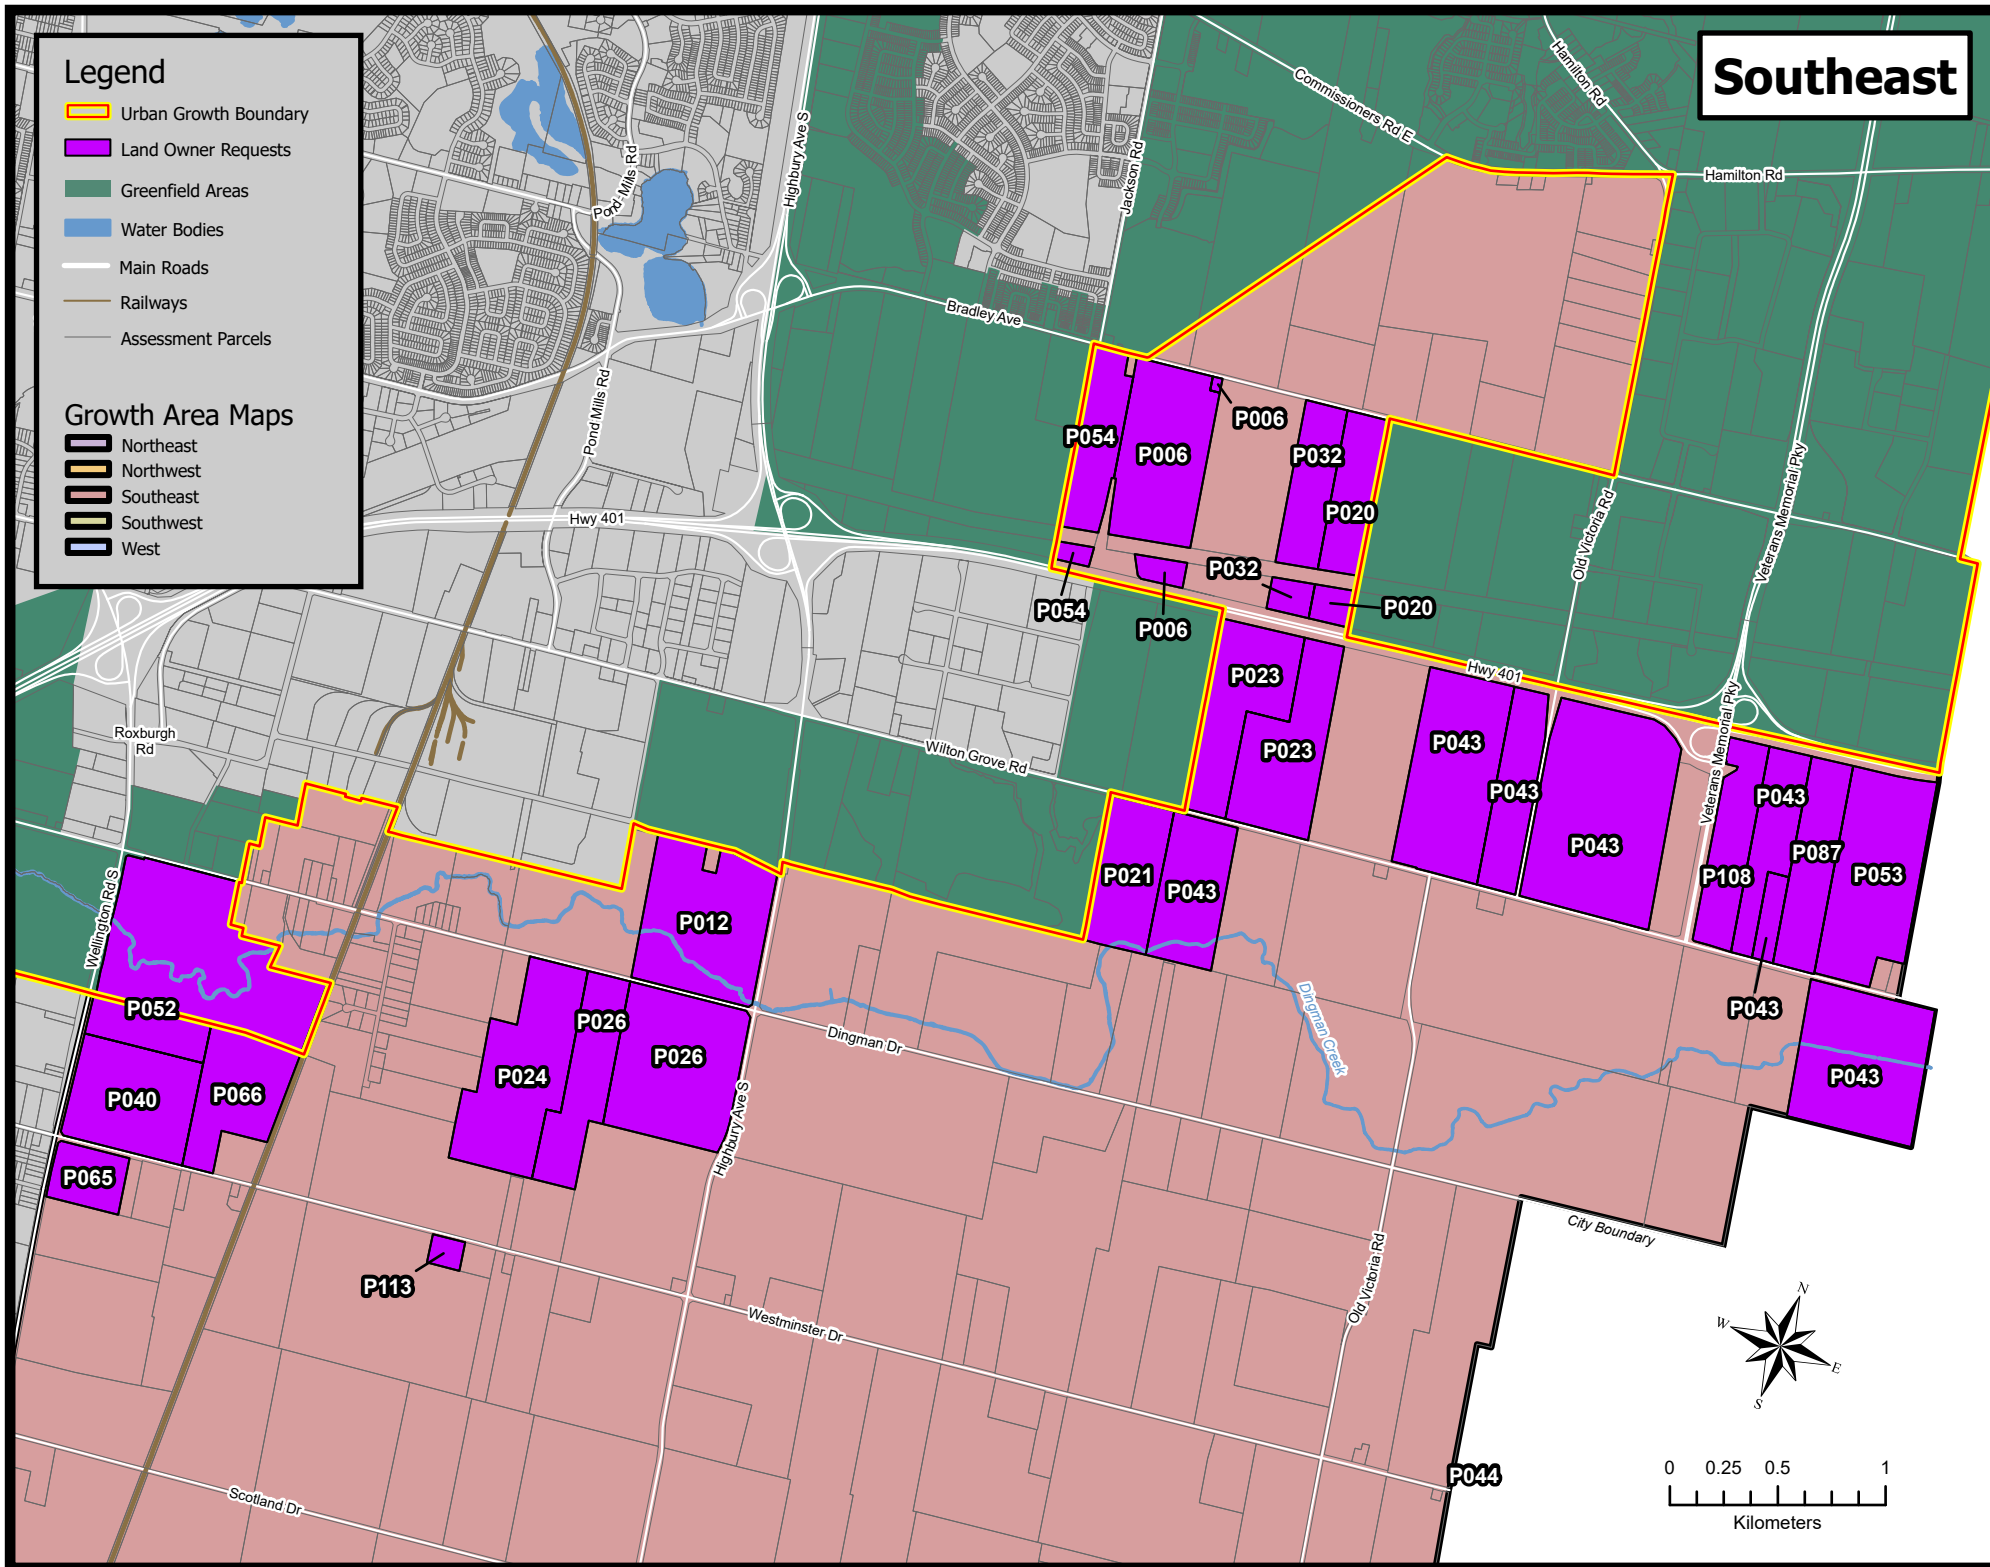 Southeast
Legend
Urban Growth Boundary
Land Owner Requests
Greenfield Areas
Water Bodies
Main Roads
Railways
Assessment Parcels
Growth Area Maps
Northeast
Northwest
Southeast
Southwest
West
Hamilton Rd
Commissioners Rd E
Hamilton Rd
Pond Mills Rd
Highbury Ave S
Jackson Rd
Bradley Ave
Pond Mills Rd
Hwy 401
P054
P006
P006
P032
P020
Old Victoria Rd
Veterans Memorial Pky
P032
P020
P054
P006
Hwy 401
P023
P023
Roxburgh
Rd
Wilton Grove Rd
Veterans Memorial Pky
P043
P043
P043
P043
P087
P053
P108
P021
P043
P012
Wellington Rd S
P052
P026
P026
P024
P040
P066
P065
Dingman Dr
Dingman Creek
P043
P043
Highbury Ave S
City Boundary
Old Victoria Rd
P113
Westminster Dr
P044
Scotland Dr
N
W
E
S
0 0.25 0.5 1
Kilometers